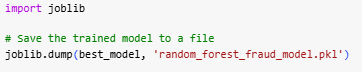 import joblib
# Save the trained model to a file
joblib.dump(best_model, 'random_forest_fraud_model.pkl')